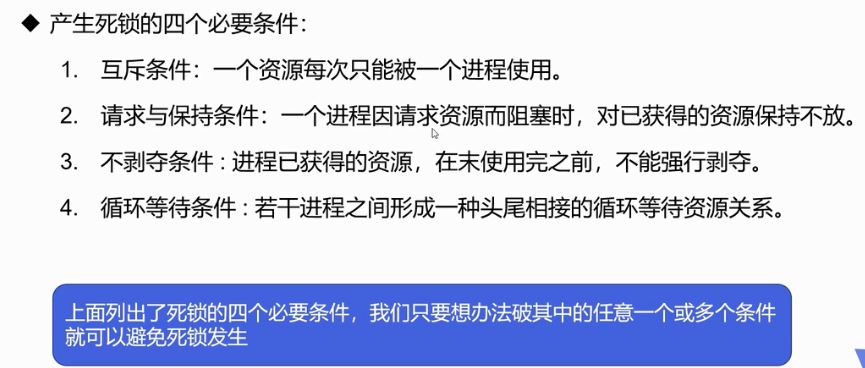 ◆ 产生死锁的四个必要条件：
1. 互斥条件：一个资源每次只能被一个进程使用。
2. 请求与保持条件：一个进程因请求资源而阻塞时，对已获得的资源保持不放。
3. 不剥夺条件 : 进程已获得的资源，在末使用完之前，不能强行剥夺。
4. 循环等待条件 : 若干进程之间形成一种头尾相接的循环等待资源关系。
上面列出了死锁的四个必要条件，我们只要想办法破其中的任意一个或多个条件
就可以避免死锁发生